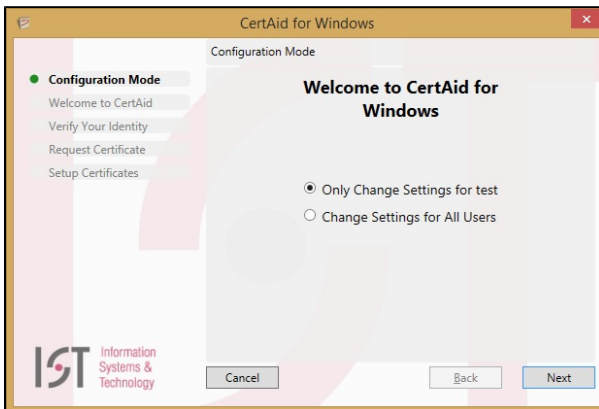 CertAid for Windows
Configuration Mode
Configuration Mode
Welcome to CertAid
Verify Your Identity
Request Certificate
Setup Certificates
Welcome to CertAid for
Windows
Only Change Settings for test
Change Settings for All Users
IST
Information
Systems &
Technology
Cancel
Back
Next